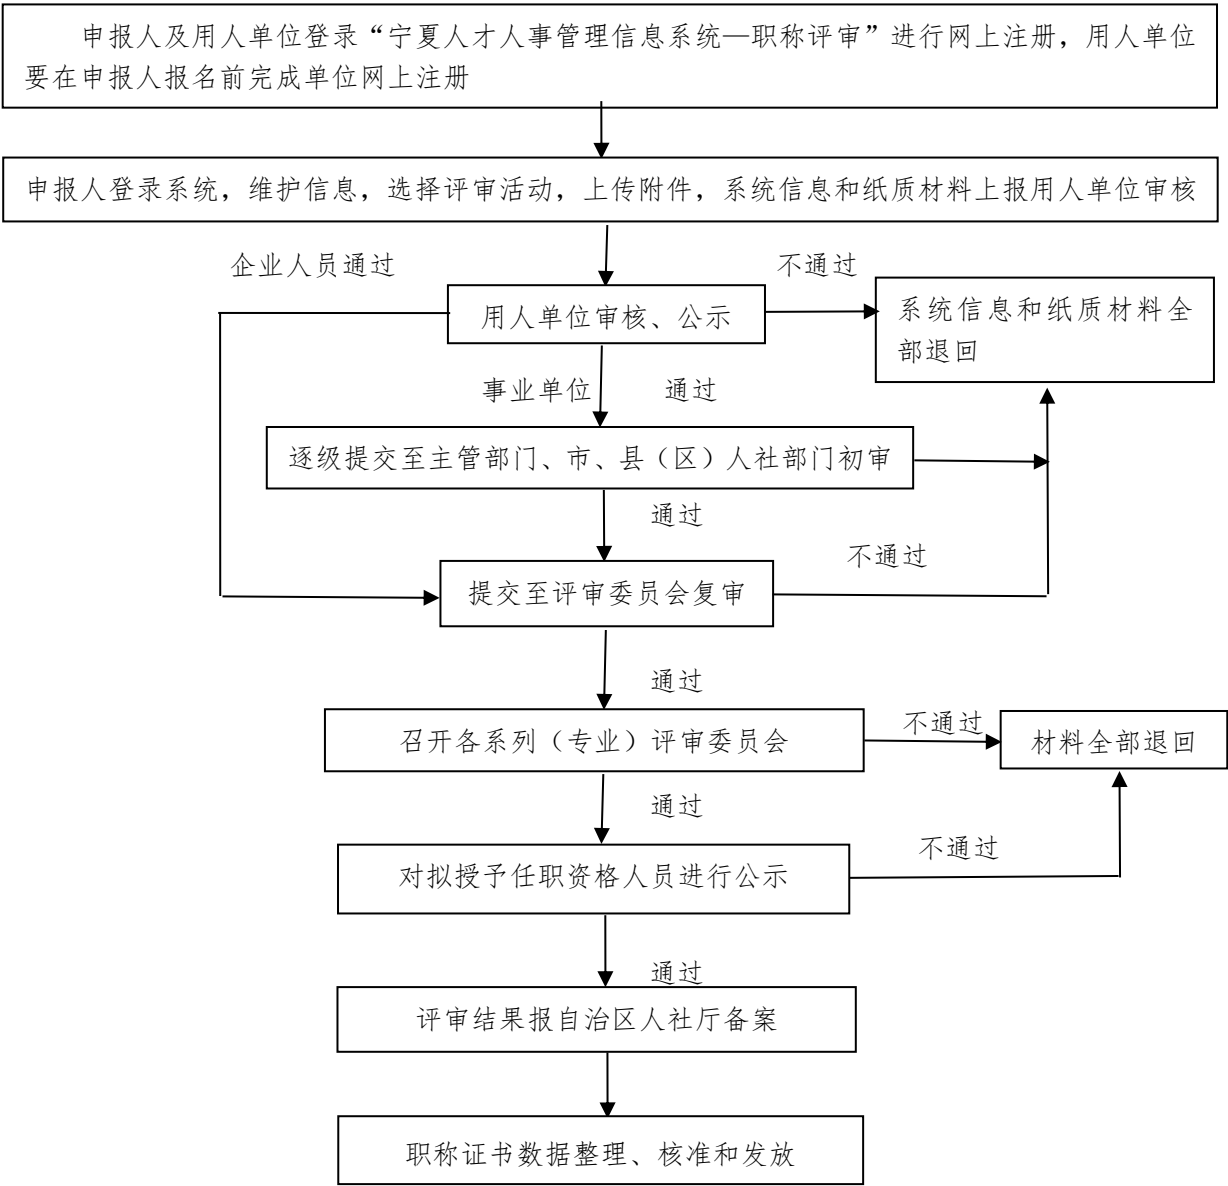 申报人及用人单位登录“宁夏人才人事管理信息系统—职称评审”进行网上注册，用人单位
要在申报人报名前完成单位网上注册
申报人登录系统，维护信息，选择评审活动，上传附件，系统信息和纸质材料上报用人单位审核
企业人员通过
不通过
用人单位审核、公示
系统信息和纸质材料全
部退回
事业单位
通过
逐级提交至主管部门、市、县（区）人社部门初审
通过
不通过
提交至评审委员会复审
通过
召开各系列（专业）评审委员会
不通过
材料全部退回
通过
不通过
对拟授予任职资格人员进行公示
通过
评审结果报自治区人社厅备案
职称证书数据整理、核准和发放